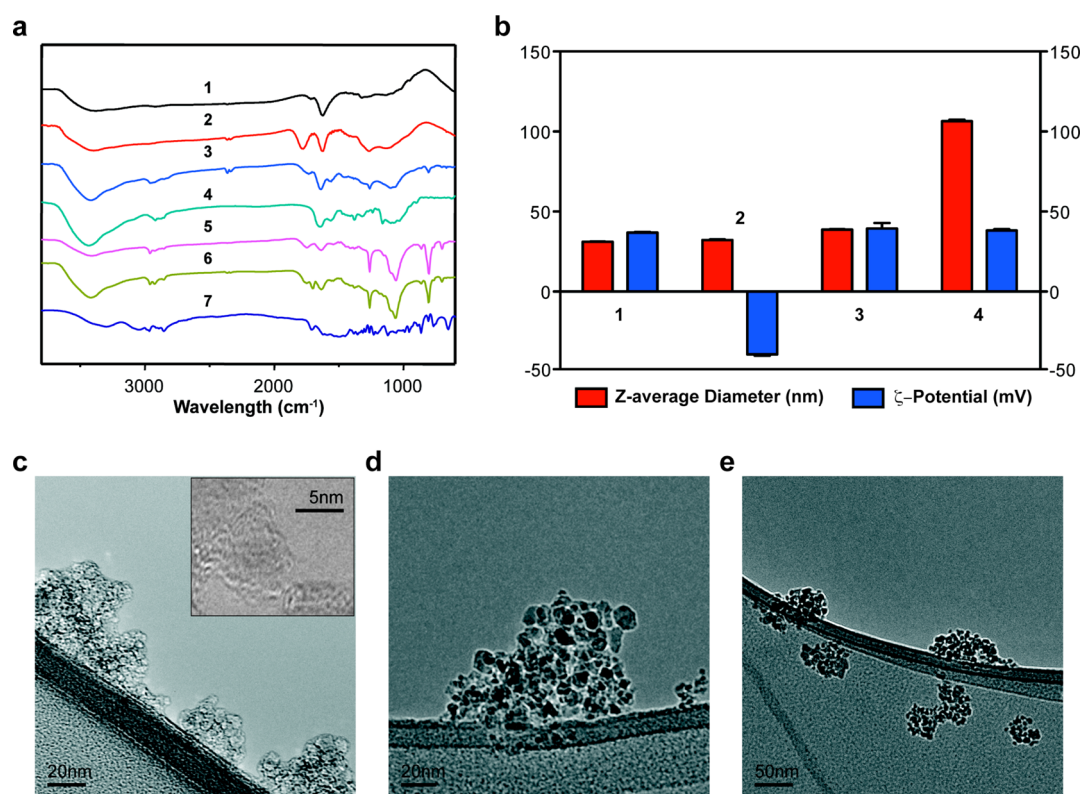 a
1
2
3
4
5
6
7
3000 2000 1000
Wavelength (cm-1)
b
150 150
100 100
50 50
0 0
-50 -50
2
1 3 4
Z-average Diameter (nm) ζ–Potential (mV)
c
5nm
20nm
d
20nm
e
50nm